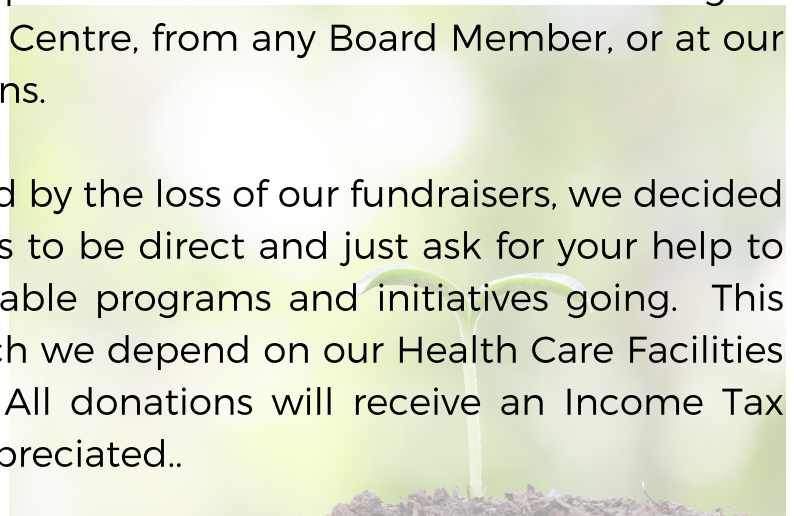 Centre, from any Board Member, or at our
ns.
d by the loss of our fundraisers, we decided
s to be direct and just ask for your help to
able programs and initiatives going. This
ch we depend on our Health Care Facilities
All donations will receive an Income Tax
preciated..